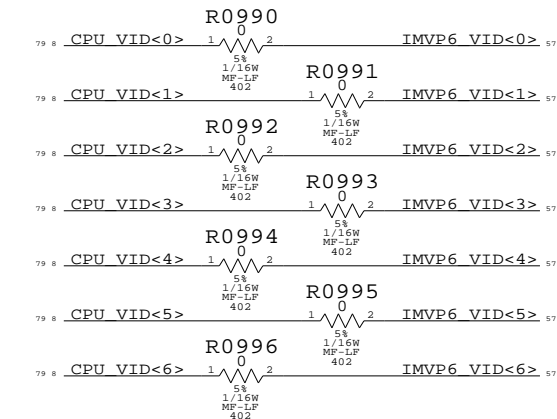 R0990
0
79 8 CPU_VID<0> 1 2 IMVP6_VID<0> 57
5%
1/16W
MF-LF
402
R0991
0
79 8 CPU_VID<1> 1 2 IMVP6_VID<1> 57
5%
1/16W
MF-LF
402
R0992
0
79 8 CPU_VID<2> 1 2 IMVP6_VID<2> 57
5%
1/16W
MF-LF
402
R0993
0
79 8 CPU_VID<3> 1 2 IMVP6_VID<3> 57
5%
1/16W
MF-LF
402
R0994
0
79 8 CPU_VID<4> 1 2 IMVP6_VID<4> 57
5%
1/16W
MF-LF
402
R0995
0
79 8 CPU_VID<5> 1 2 IMVP6_VID<5> 57
5%
1/16W
MF-LF
402
R0996
0
79 8 CPU_VID<6> 1 2 IMVP6_VID<6> 57
5%
1/16W
MF-LF
402